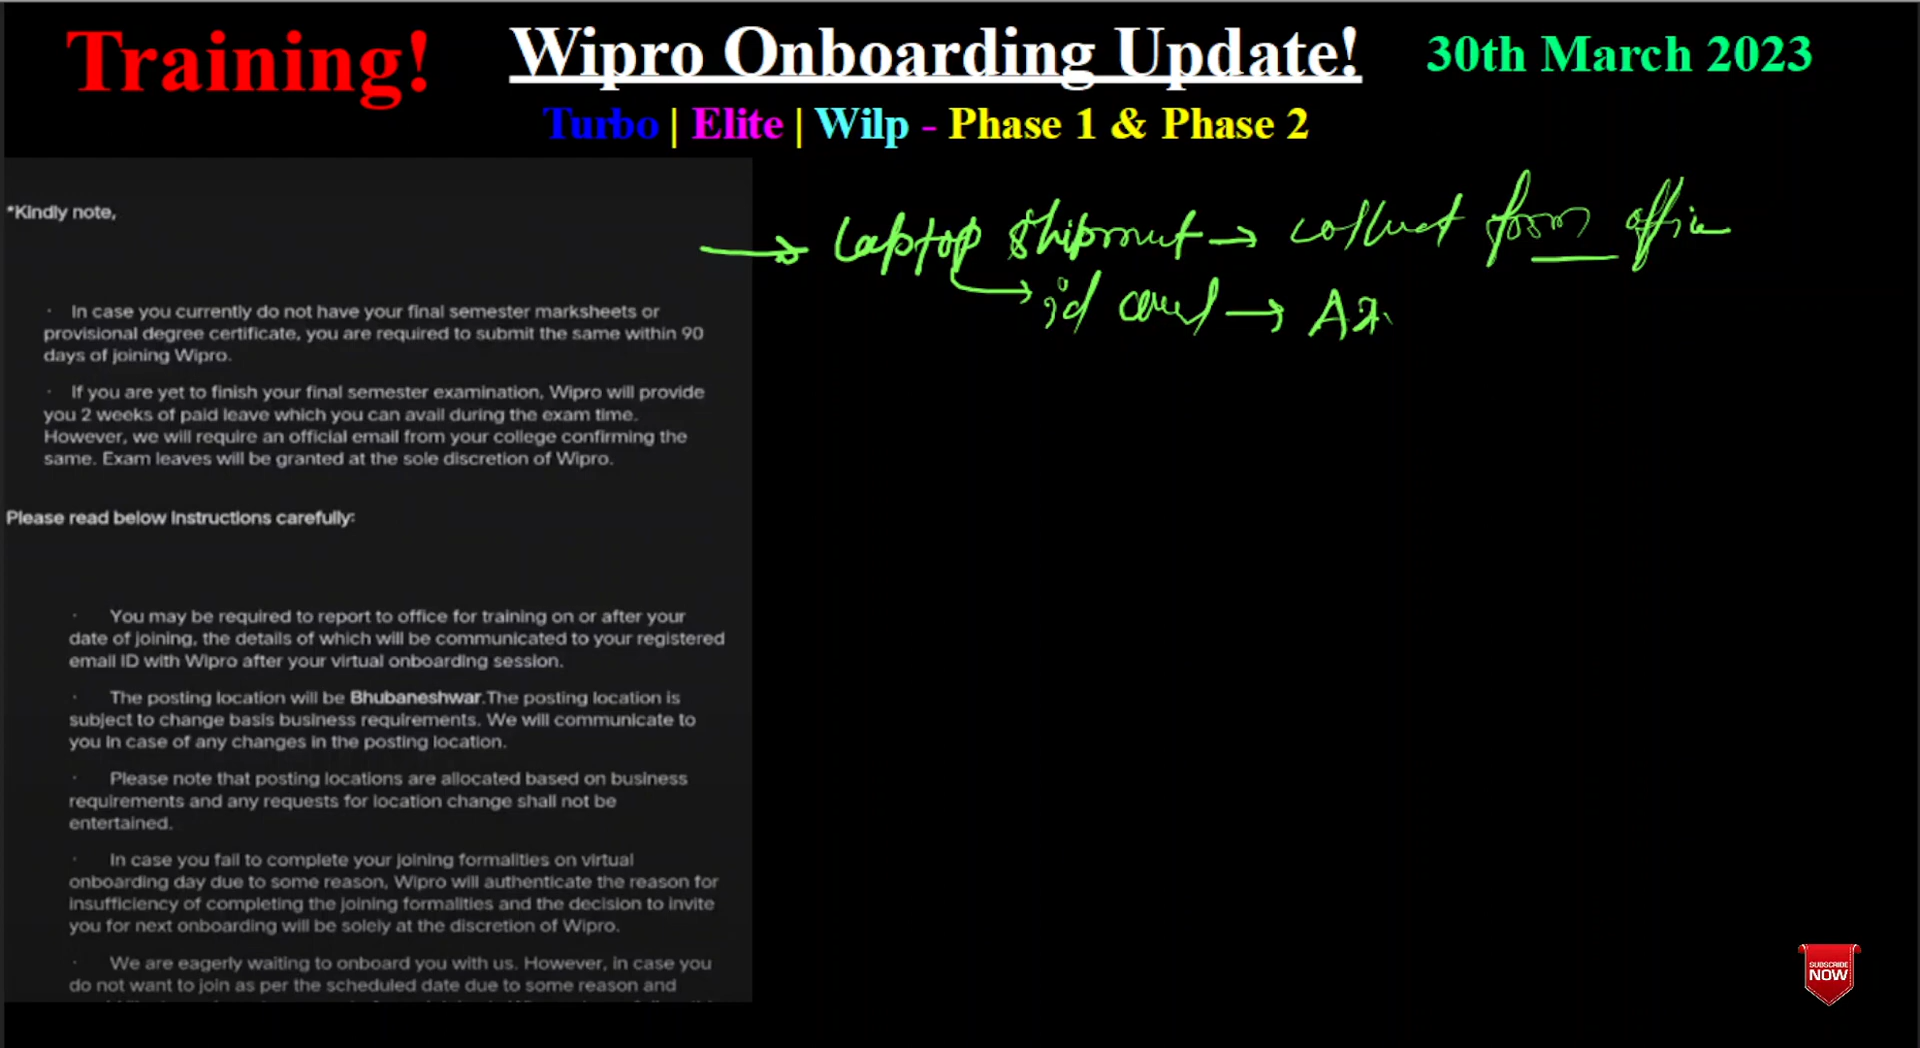 Training!
Wipro Onboarding Update!
30th March 2023
Turbo | Elite | Wilp - Phase 1 & Phase 2
*Kindly note,
· In case you currently do not have your final semester marksheets or
provisional degree certificate, you are required to submit the same within 90
days of joining Wipro.
· If you are yet to finish your final semester examination, Wipro will provide
you 2 weeks of paid leave which you can avail during the exam time.
However, we will require an official email from your college confirming the
same. Exam leaves will be granted at the sole discretion of Wipro.
Please read below instructions carefully:
· You may be required to report to office for training on or after your
date of joining, the details of which will be communicated to your registered
email ID with Wipro after your virtual onboarding session.
· The posting location will be Bhubaneshwar.The posting location is
subject to change basis business requirements. We will communicate to
you in case of any changes in the posting location.
· Please note that posting locations are allocated based on business
requirements and any requests for location change shall not be
entertained.
· In case you fail to complete your joining formalities on virtual
onboarding day due to some reason, Wipro will authenticate the reason for
insufficiency of completing the joining formalities and the decision to invite
you for next onboarding will be solely at the discretion of Wipro.
· We are eagerly waiting to onboard you with us. However, in case you
do not want to join as per the scheduled date due to some reason and
→ Laptop shipment → collect from office
→ id card →
SUBSCRIBE
NOW